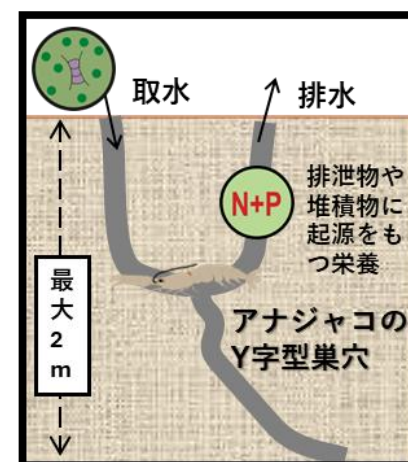 取水
排水
N+P
排泄物や
堆積物に
起源をも
つ栄養
最
大
2
m
アナジャコの
Y字型巣穴